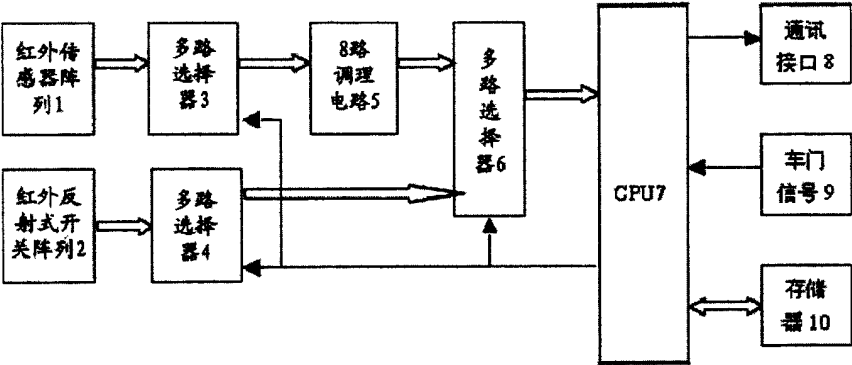 红外传
感器阵
列1
多路
选择
器3
8路
调理
电路5
多
路
选
择
器6
CPU7
通讯
接口8
红外反
射式开
关阵列2
多路
选择
器4
车门
信号9
存储
器10